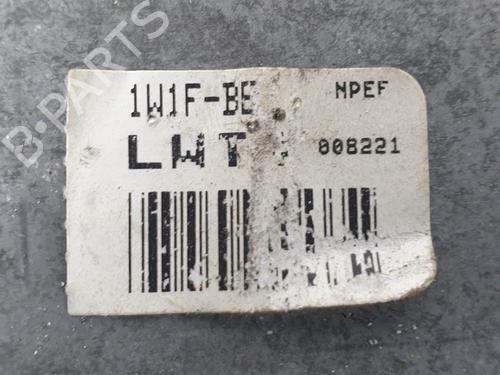 B-PARTS
1W1F-BE NPEF
LWT 008221